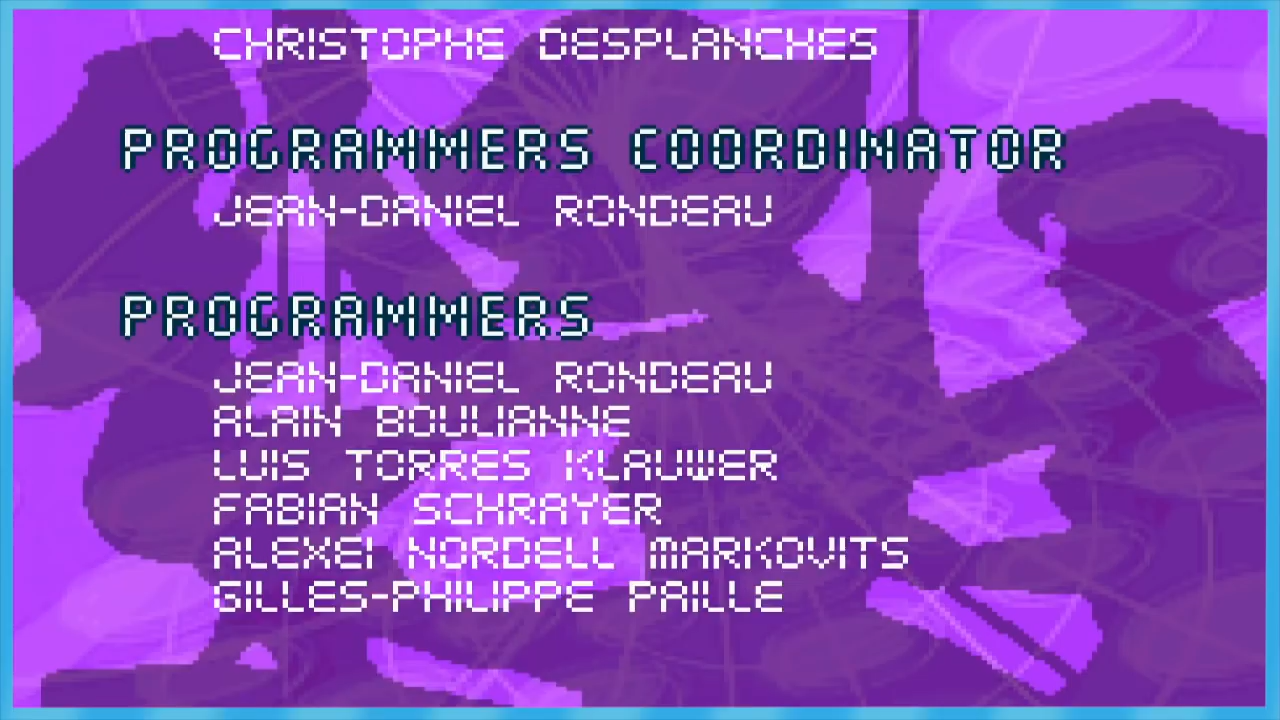 CHRISTOPHE DESPLANCHES
PROGRAMMERS COORDINATOR
JEAN-DANIEL RONDEAU
PROGRAMMERS
JEAN-DANIEL RONDEAU
ALAIN BOULIANNE
LUIS TORRES KLAUWER
FABIAN SCHRAYER
ALEXEI NORDELL MARKOVITS
GILLES-PHILIPPE PAILLE